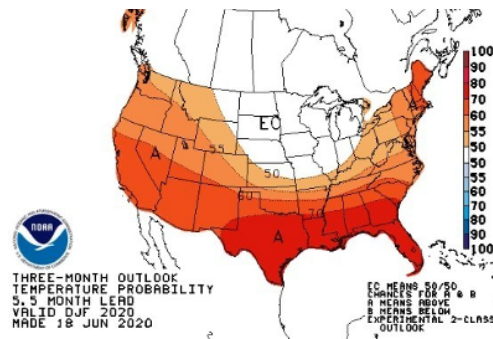 EC
A
A
A
55
50
60
70
100
90
80
70
60
55
50
55
60
70
80
90
100
NOAA
THREE-MONTH OUTLOOK
TEMPERATURE PROBABILITY
5.5 MONTH LEAD
VALID DJF 2020
MADE 18 JUN 2020
EC MEANS 50/50
CHANCES FOR A & B
A MEANS ABOVE
B MEANS BELOW
EXPERIMENTAL 2-CLASS
OUTLOOK